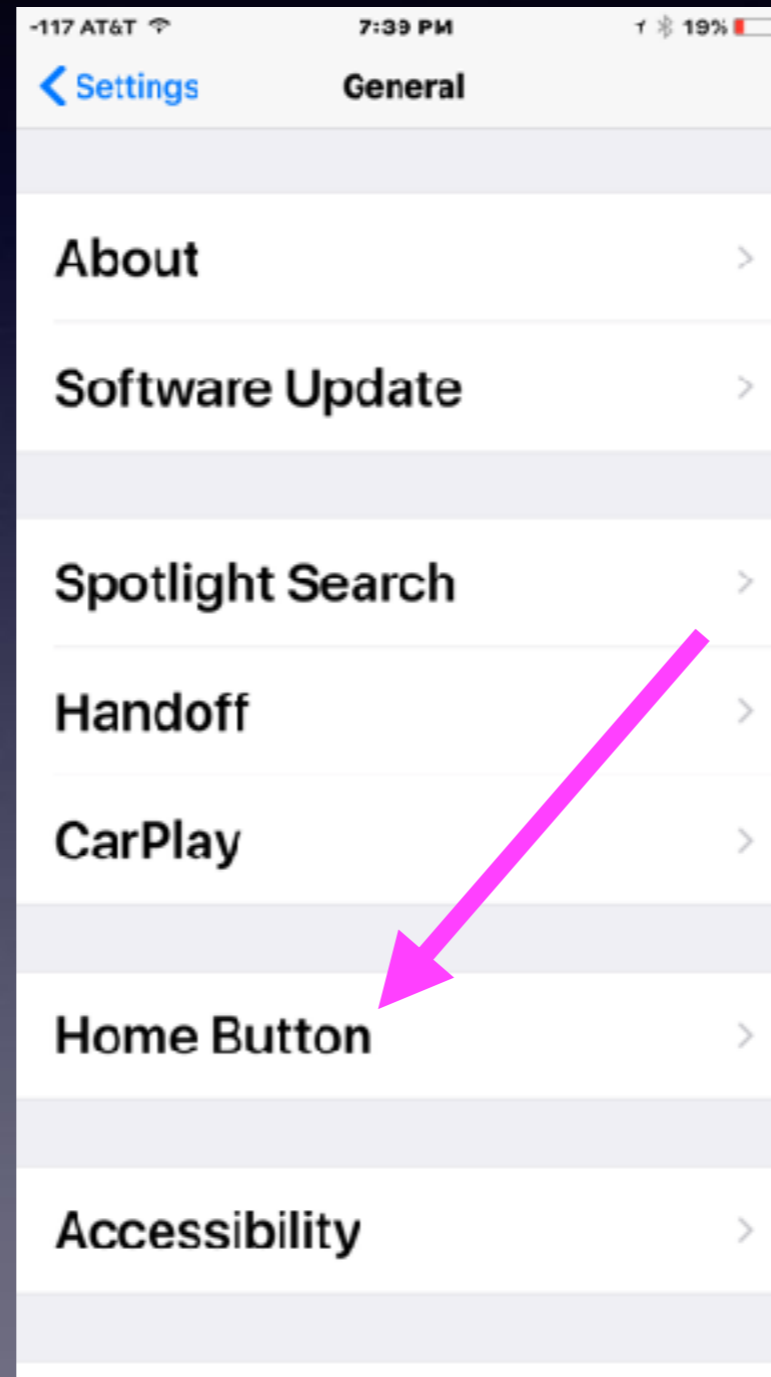 -117 AT&T 7:39 PM 19%
Settings General
About
Software Update
Spotlight Search
Handoff
CarPlay
Home Button
Accessibility